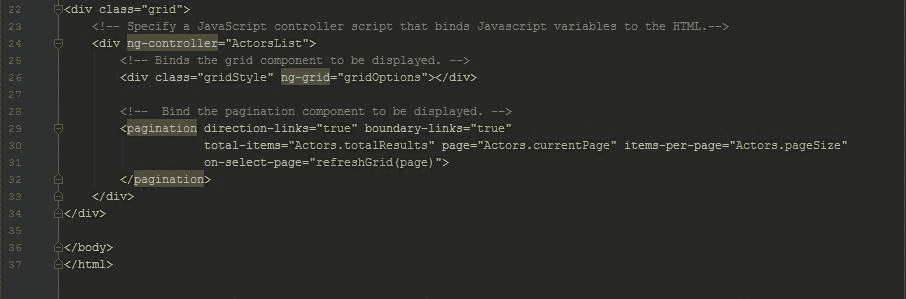 22 <div class="grid">
23 <!-- Specify a JavaScript controller script that binds Javascript variables to the HTML.-->
24 <div ng-controller="ActorsList">
25 <!-- Binds the grid component to be displayed. -->
26 <div class="gridStyle" ng-grid="gridOptions"></div>
27
28 <!--  Bind the pagination component to be displayed. -->
29 <pagination direction-links="true" boundary-links="true"
30 total-items="Actors.totalResults" page="Actors.currentPage" items-per-page="Actors.pageSize"
31 on-select-page="refreshGrid(page)">
32 </pagination>
33 </div>
34 </div>
35
36 </body>
37 </html>